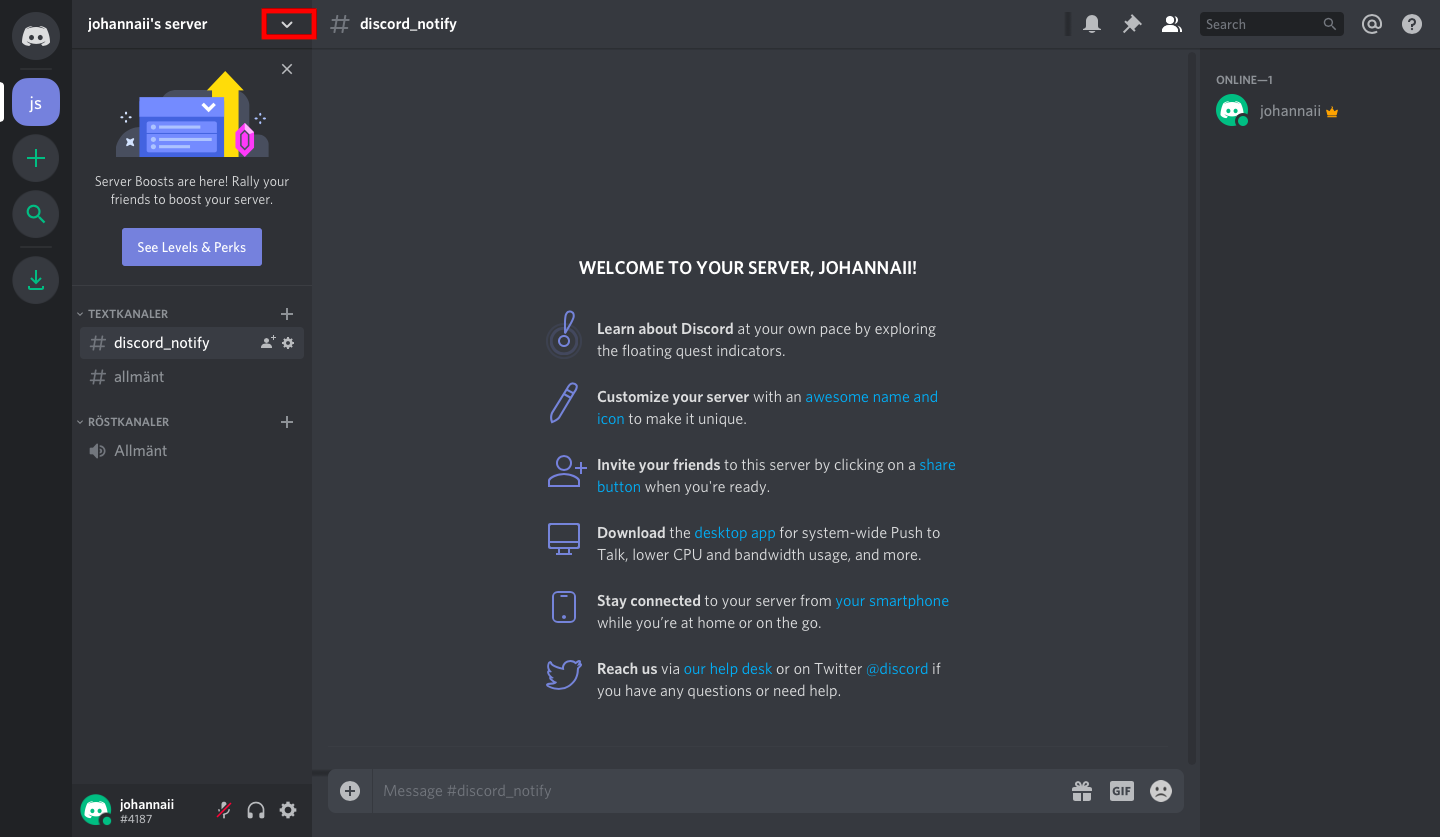 johannaii's server
discord_notify
Search
js
Server Boosts are here! Rally your
friends to boost your server.
See Levels & Perks
TEXTKANALER
discord_notify
allmänt
RÖSTKANALER
Allmänt
johannaii
#4187
WELCOME TO YOUR SERVER, JOHANNAII!
Learn about Discord at your own pace by exploring
the floating quest indicators.
Customize your server with an awesome name and
icon to make it unique.
Invite your friends to this server by clicking on a share
button when you're ready.
Download the desktop app for system-wide Push to
Talk, lower CPU and bandwidth usage, and more.
Stay connected to your server from your smartphone
while you’re at home or on the go.
Reach us via our help desk or on Twitter @discord if
you have any questions or need help.
Message #discord_notify
GIF
ONLINE—1
johannaii